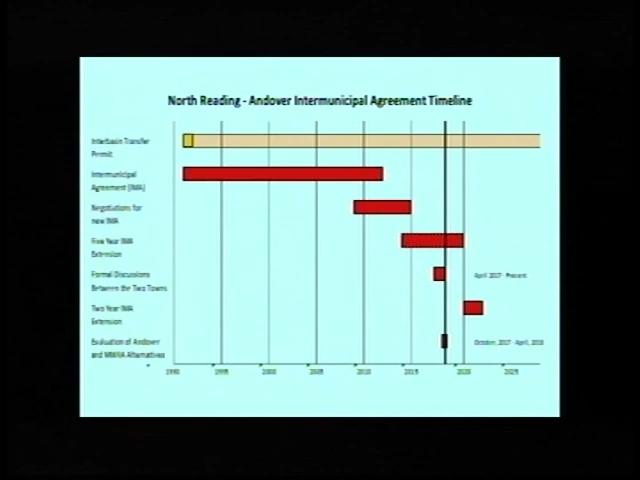 North Reading - Andover Intermunicipal Agreement Timeline
Interbasin Transfer
Permit
Intermunicipal
Agreement (IMA)
Negotiations for
new IMA
Five Year IMA
Extension
Formal Discussions
Between the Two Towns
April 2017 - Present
Two Year IMA
Extension
Evaluation of Andover
and MWRA Alternatives
October, 2017 - April, 2018
1990 1995 2000 2005 2010 2015 2020 2025